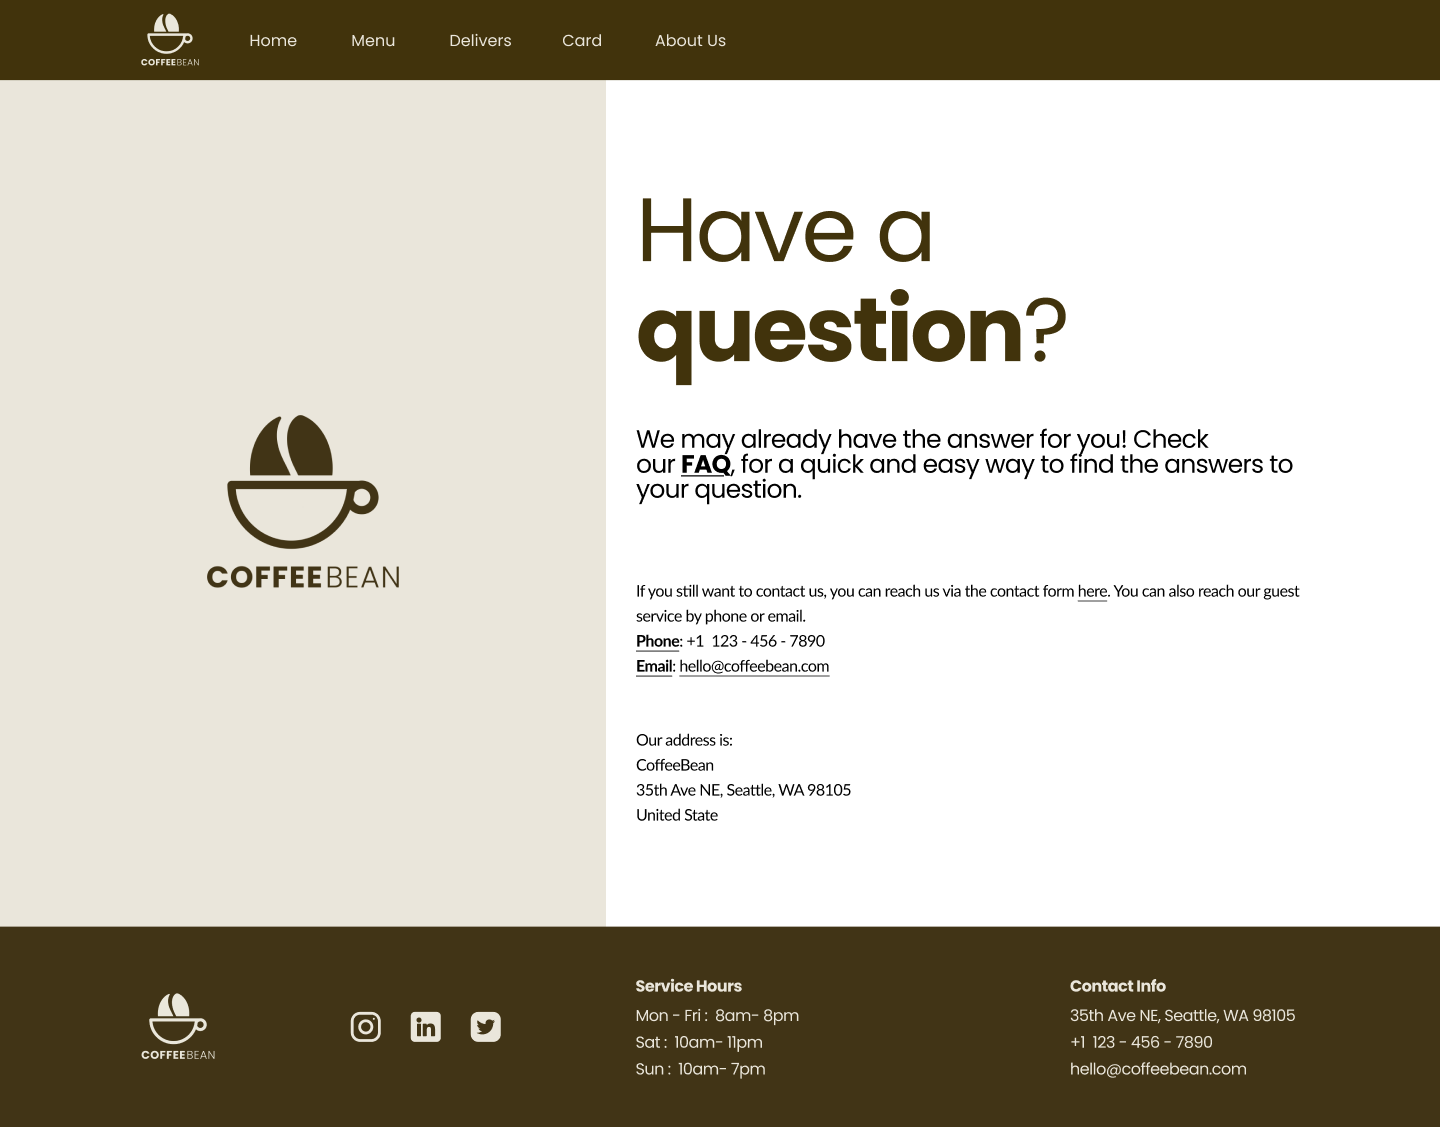 COFFEEBEAN
Home
Menu
Delivers
Card
About Us
COFFEEBEAN
Have a
question?
We may already have the answer for you! Check
our FAQ, for a quick and easy way to find the answers to
your question.
If you still want to contact us, you can reach us via the contact form here. You can also reach our guest
service by phone or email.
Phone: +1  123 - 456 - 7890
Email: hello@coffeebean.com
Our address is:
CoffeeBean
35th Ave NE, Seattle, WA 98105
United State
COFFEEBEAN
in
Service Hours
Mon - Fri :  8am- 8pm
Sat :  10am- 11pm
Sun :  10am- 7pm
Contact Info
35th Ave NE, Seattle, WA 98105
+1  123 - 456 - 7890
hello@coffeebean.com